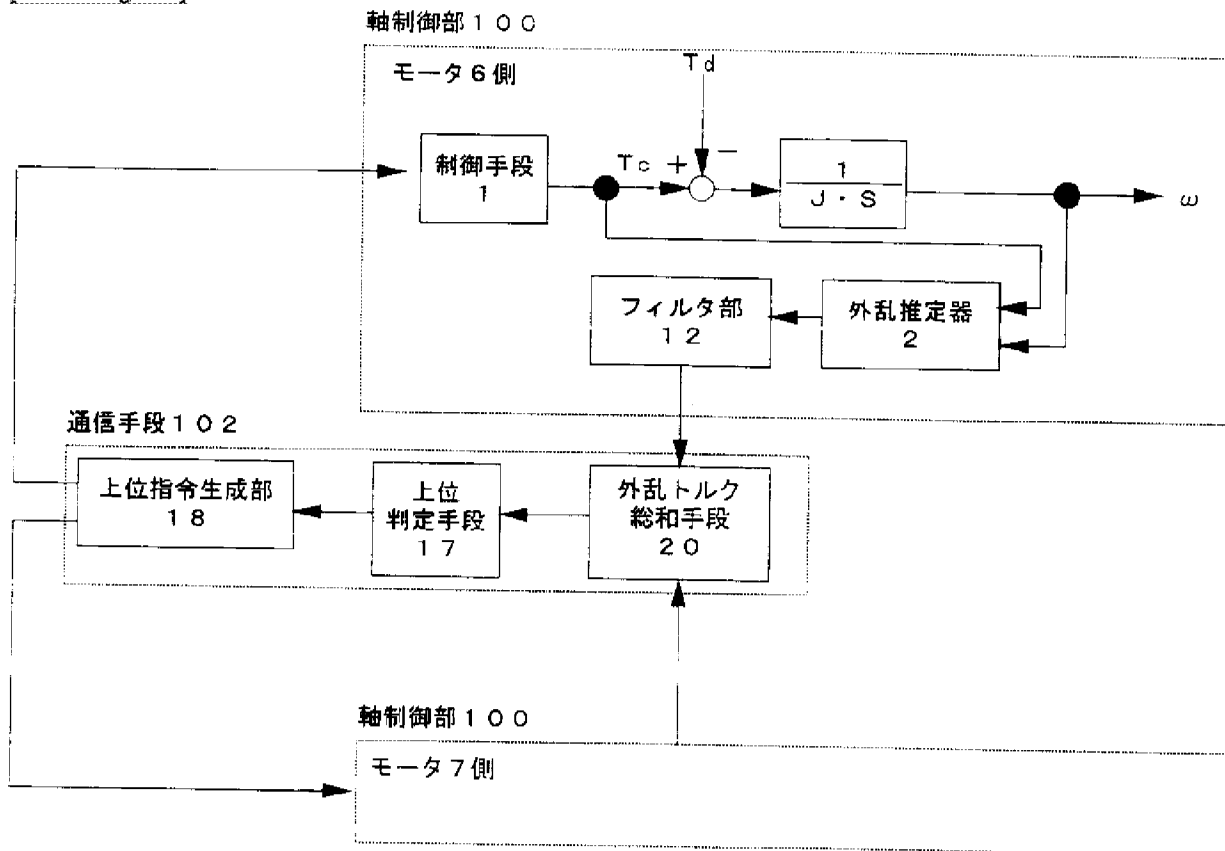 軸制御部１００
モータ６側
Ｔｄ
制御手段
１
Ｔｃ
＋
－
１
Ｊ・Ｓ
ω
フィルタ部
１２
外乱推定器
２
通信手段１０２
上位指令生成部
１８
上位
判定手段
１７
外乱トルク
総和手段
２０
軸制御部１００
モータ７側